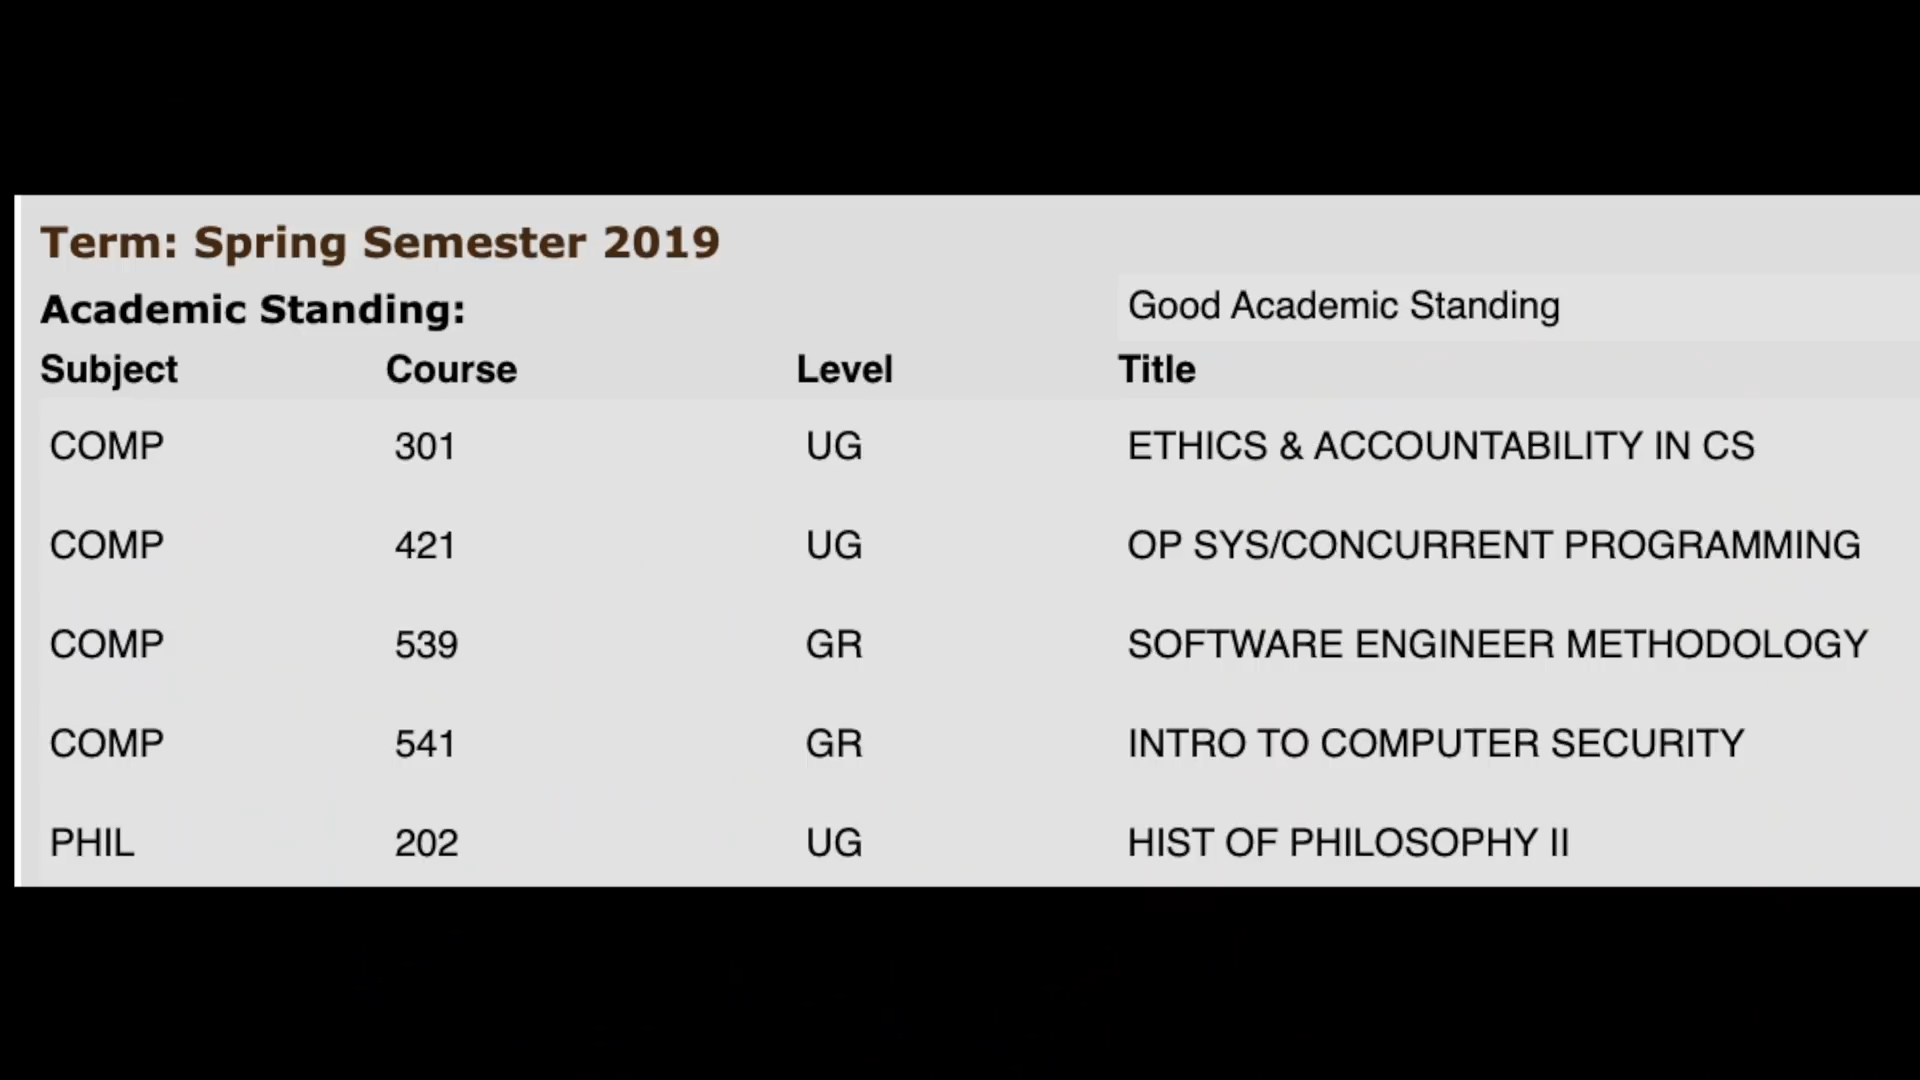 Term: Spring Semester 2019
Academic Standing: Good Academic Standing
Subject Course Level Title
COMP 301 UG ETHICS & ACCOUNTABILITY IN CS
COMP 421 UG OP SYS/CONCURRENT PROGRAMMING
COMP 539 GR SOFTWARE ENGINEER METHODOLOGY
COMP 541 GR INTRO TO COMPUTER SECURITY
PHIL 202 UG HIST OF PHILOSOPHY II